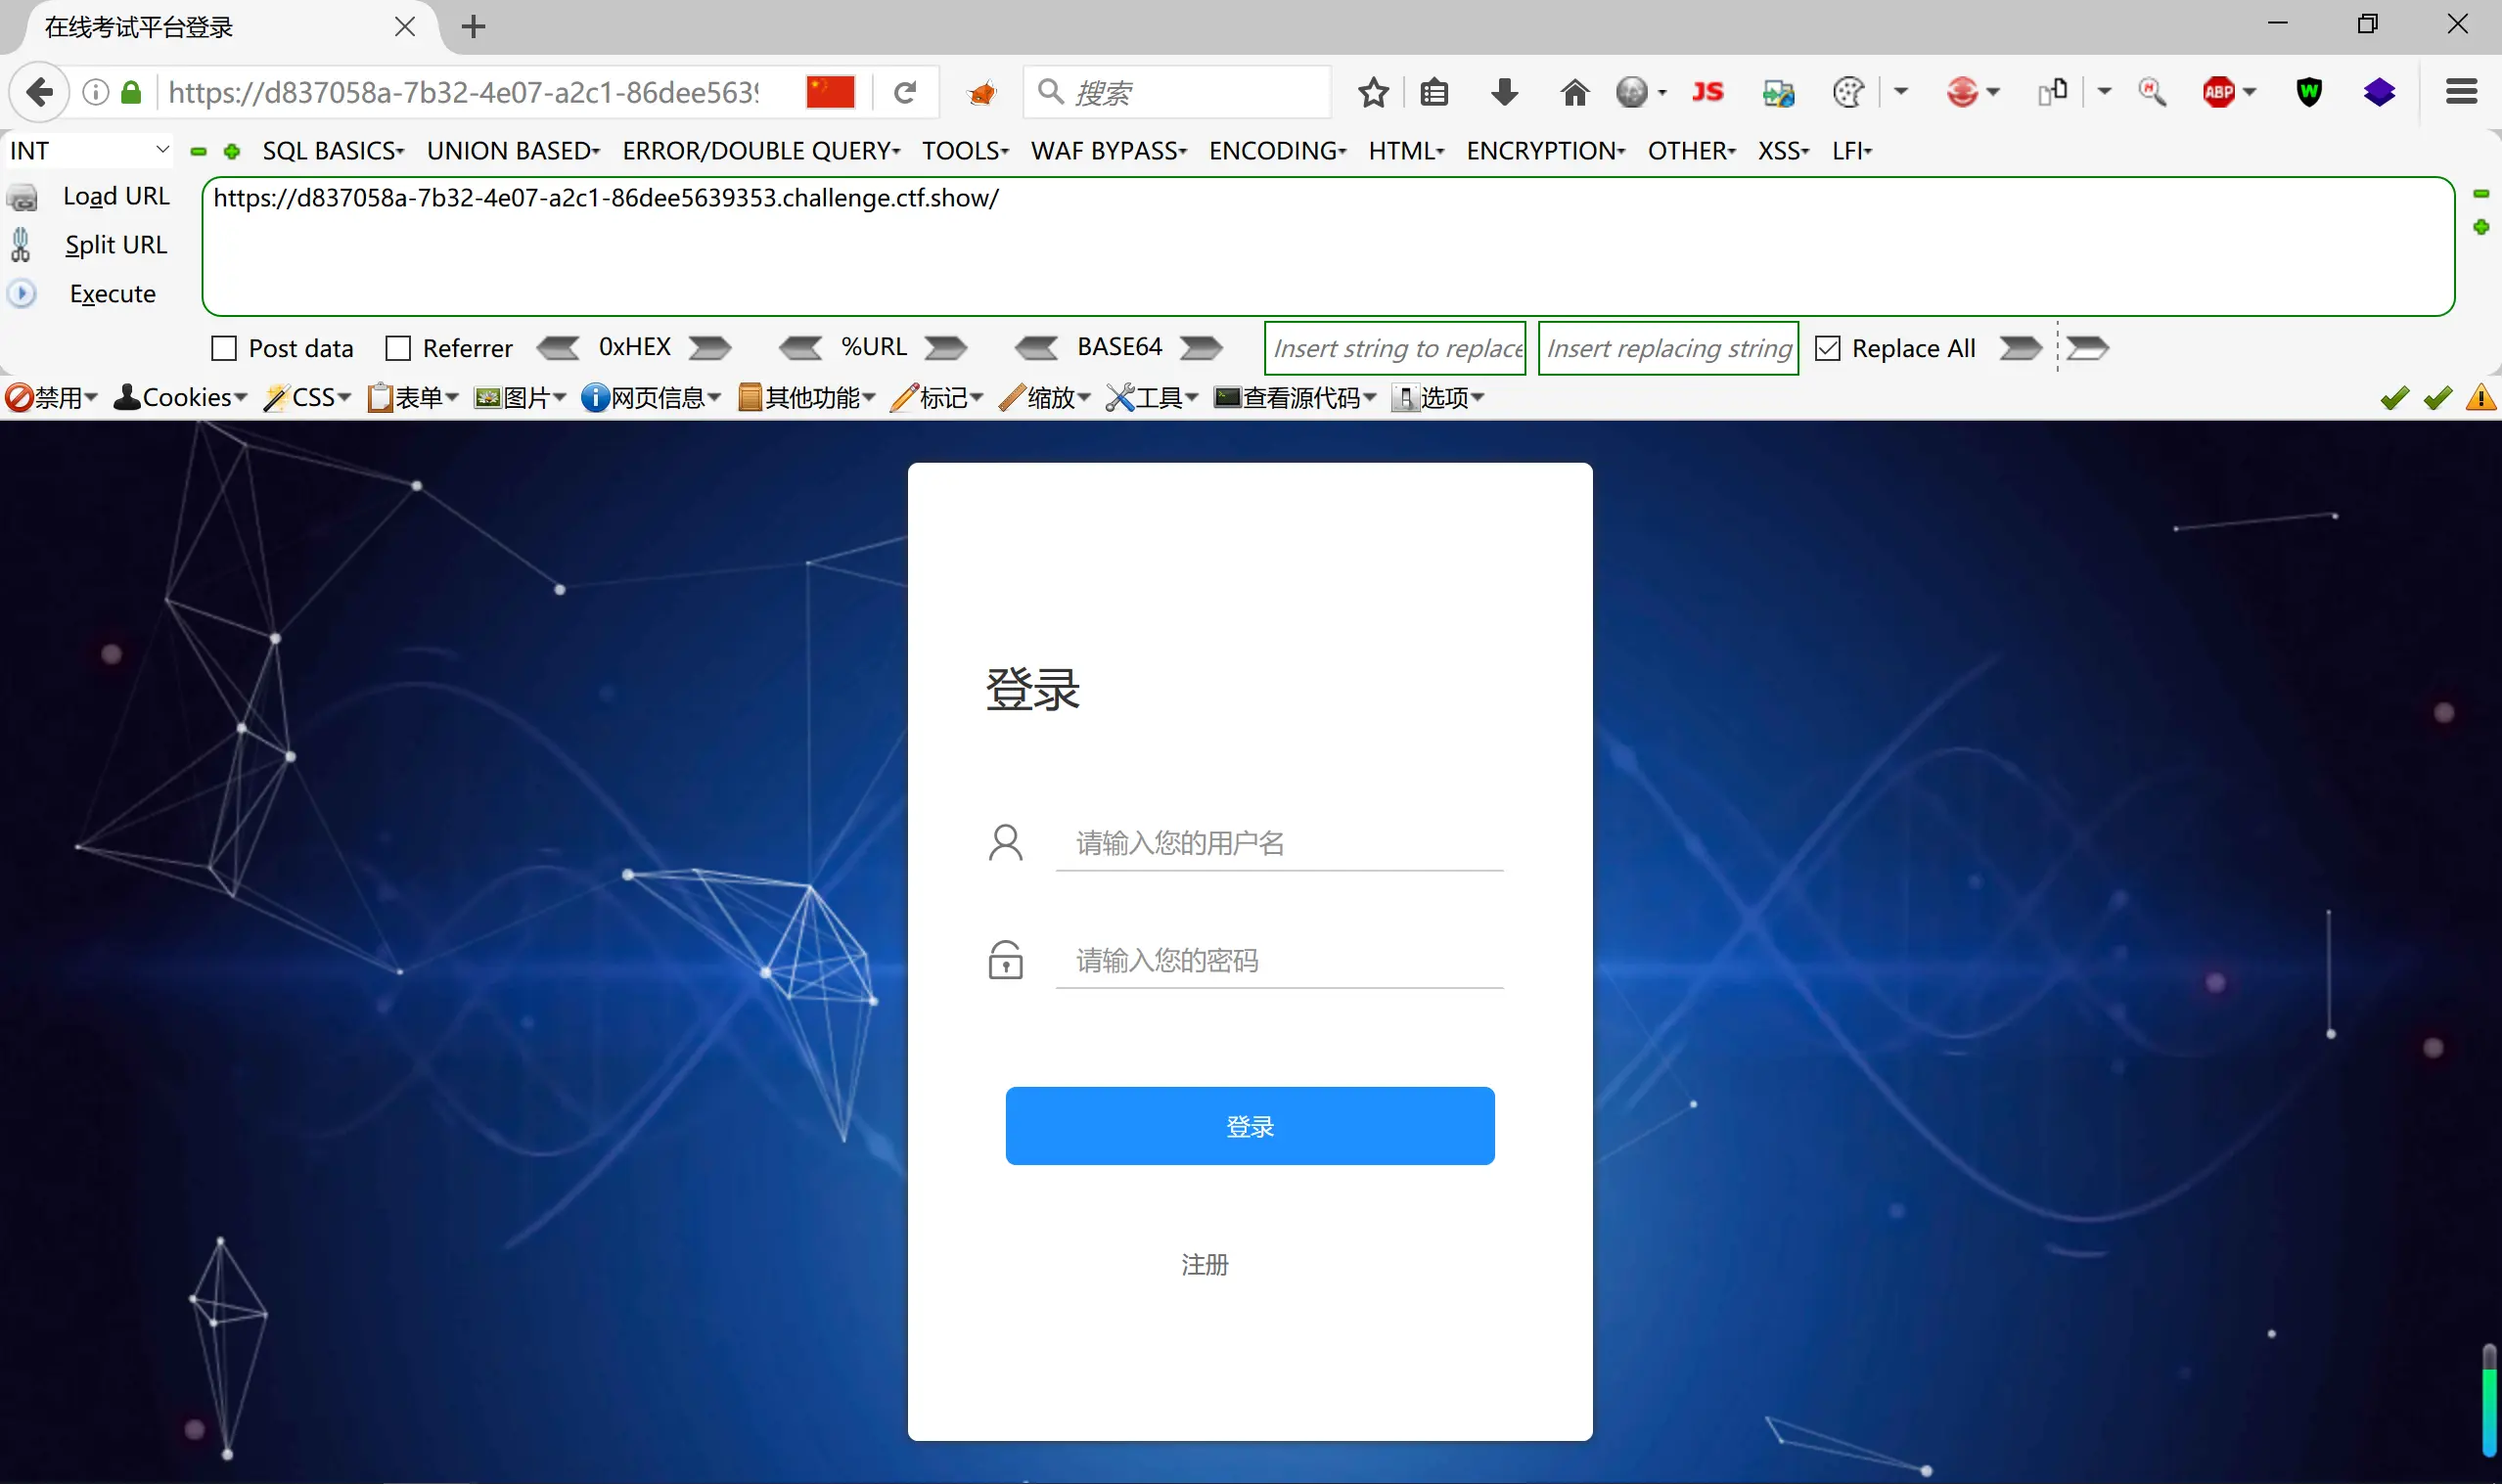 在线考试平台登录
https://d837058a-7b32-4e07-a2c1-86dee5639
搜索
JS
ABP
W
INT
SQL BASICS
UNION BASED
ERROR/DOUBLE QUERY
TOOLS
WAF BYPASS
ENCODING
HTML
ENCRYPTION
OTHER
XSS
LFI
Load URL
https://d837058a-7b32-4e07-a2c1-86dee5639353.challenge.ctf.show/
Split URL
Execute
Post data
Referrer
0xHEX
%URL
BASE64
Insert string to replace
Insert replacing string
Replace All
禁用
Cookies
CSS
表单
图片
网页信息
其他功能
标记
缩放
工具
查看源代码
选项
登录
请输入您的用户名
请输入您的密码
登录
注册